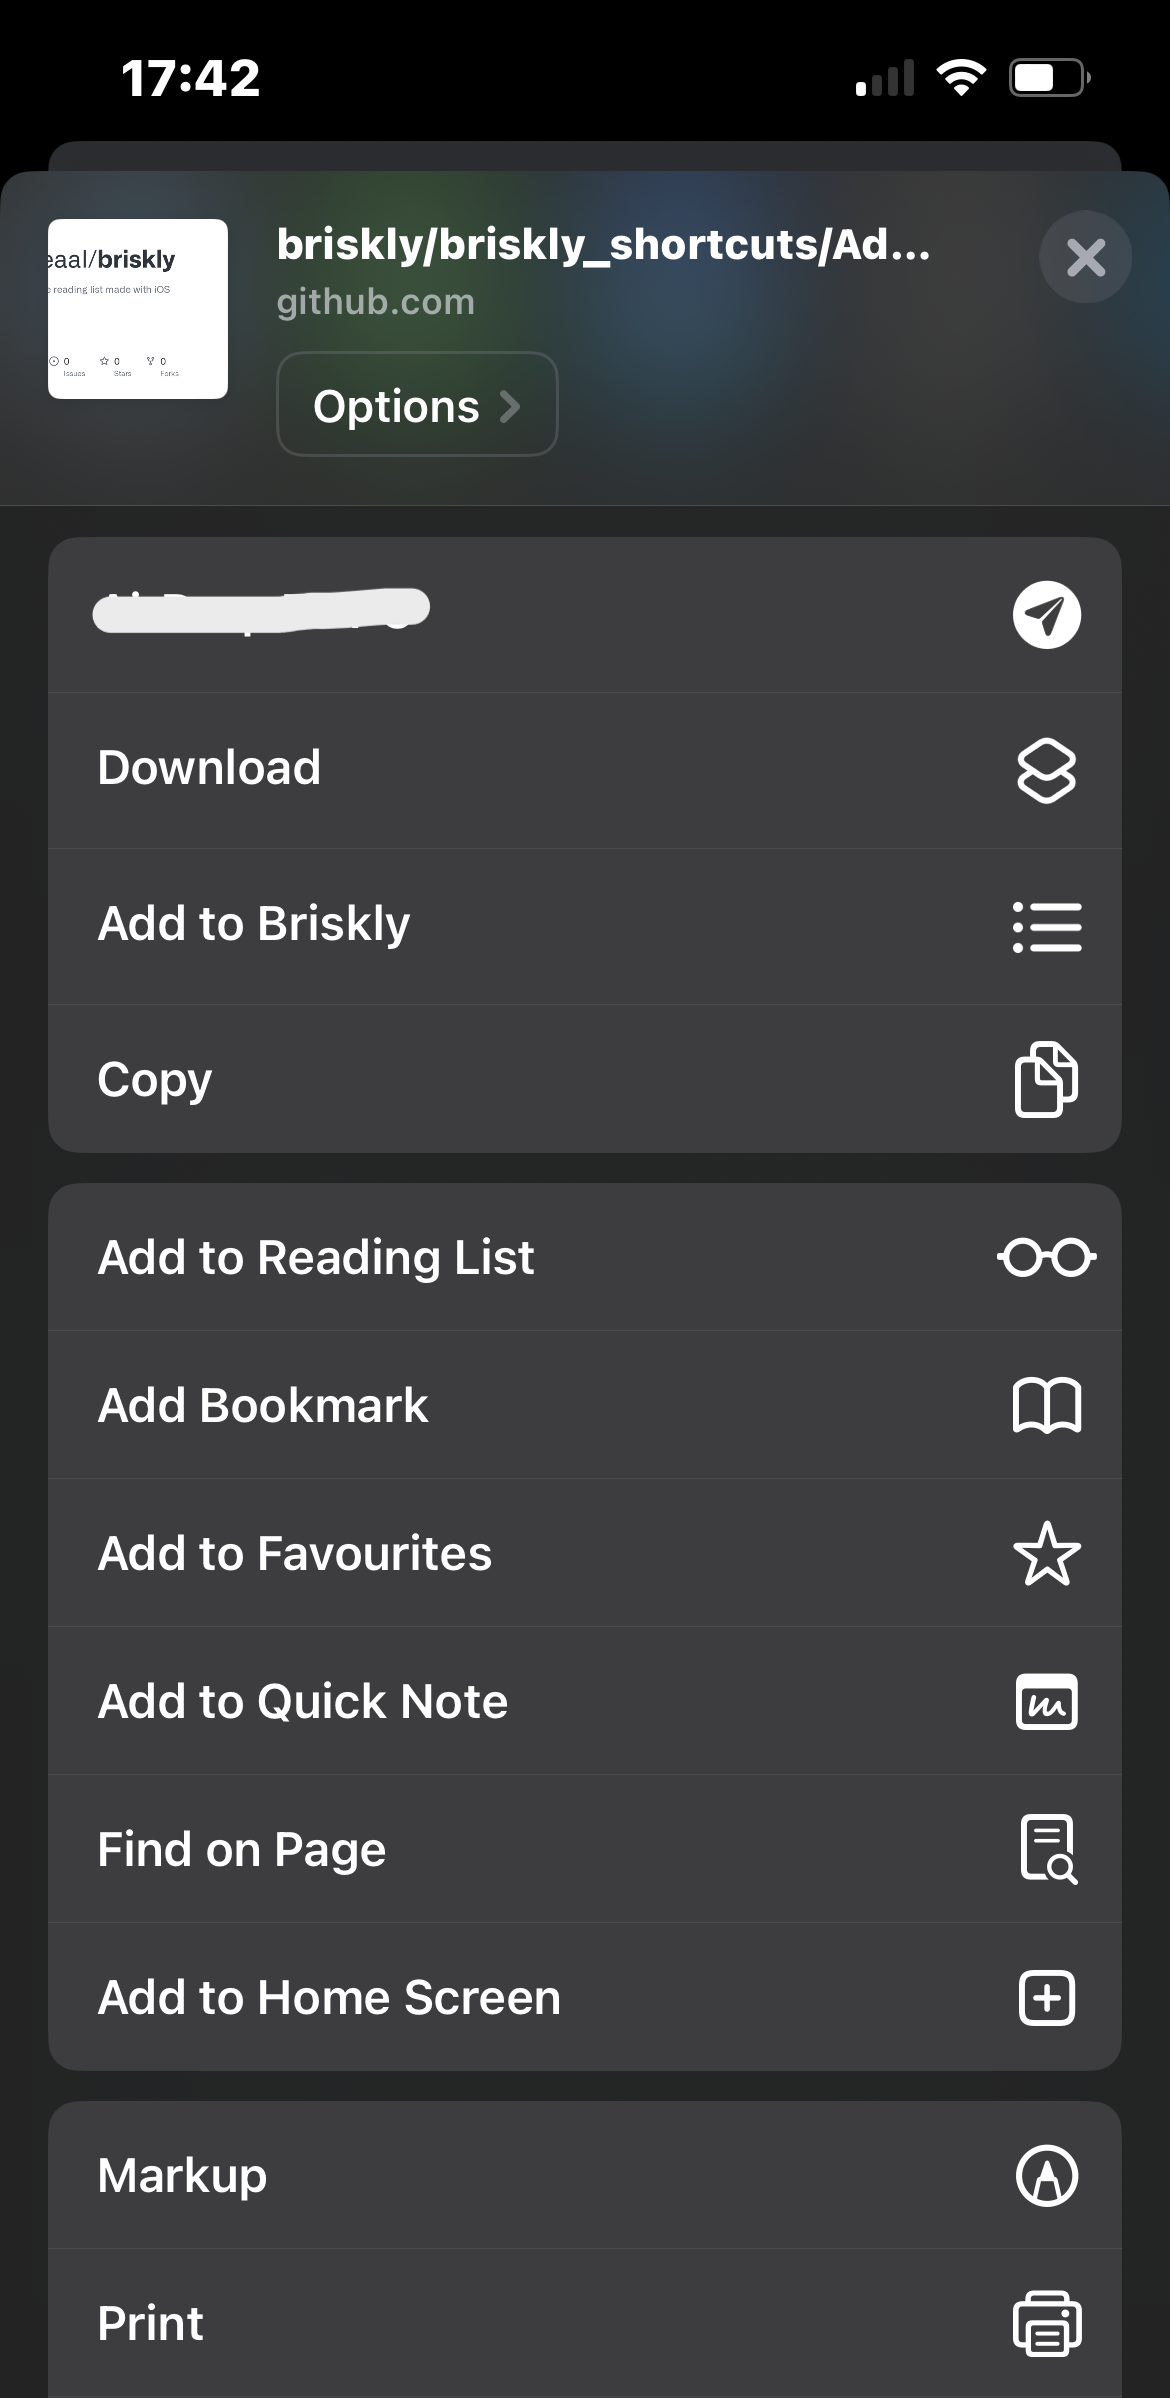 17:42
eaal/briskly
reading list made with iOS
0
Issues
0
Stars
0
Forks
briskly/briskly_shortcuts/Ad...
github.com
Options
Download
Add to Briskly
Copy
Add to Reading List
Add Bookmark
Add to Favourites
Add to Quick Note
Find on Page
Add to Home Screen
Markup
Print